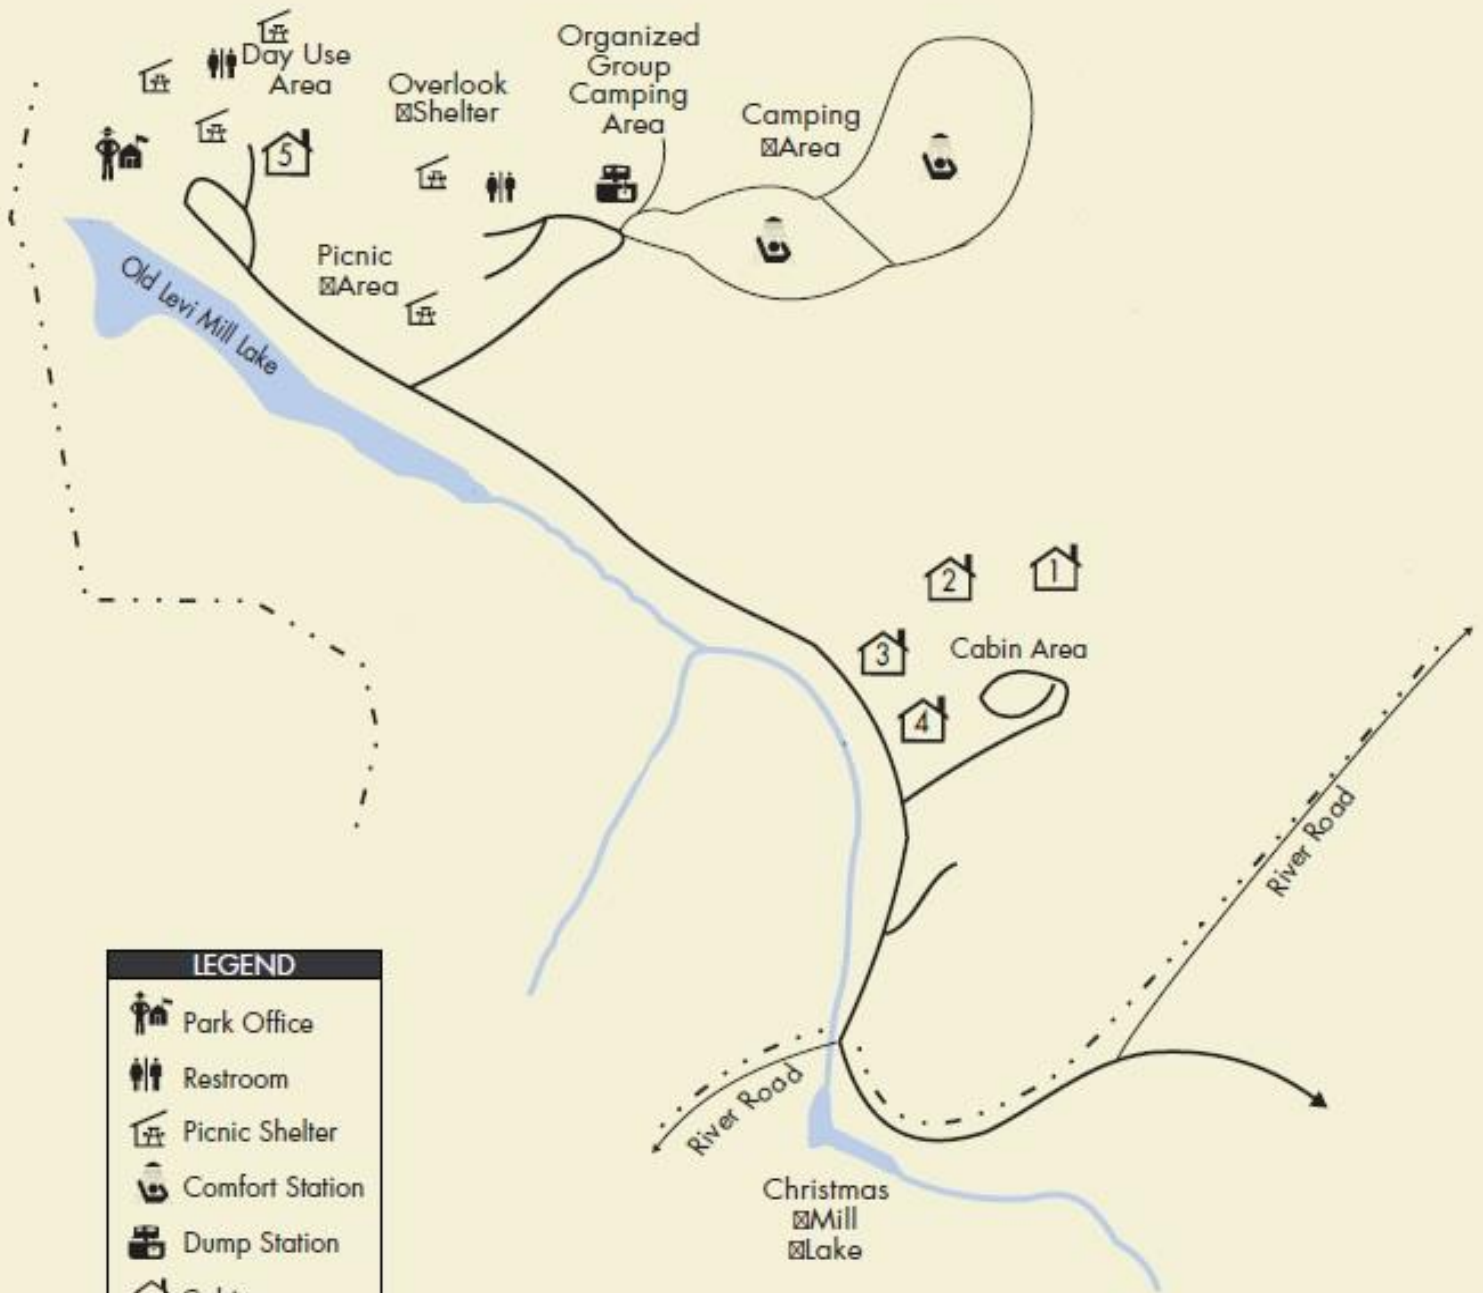 Day Use
Area
Overlook
☒Shelter
Organized
Group
Camping
Area
Camping
☒Area
5
Picnic
☒Area
Old Levi Mill Lake
2
1
3
Cabin Area
4
River Road
River Road
Christmas
☒Mill
☒Lake
LEGEND
Park Office
Restroom
Picnic Shelter
Comfort Station
Dump Station